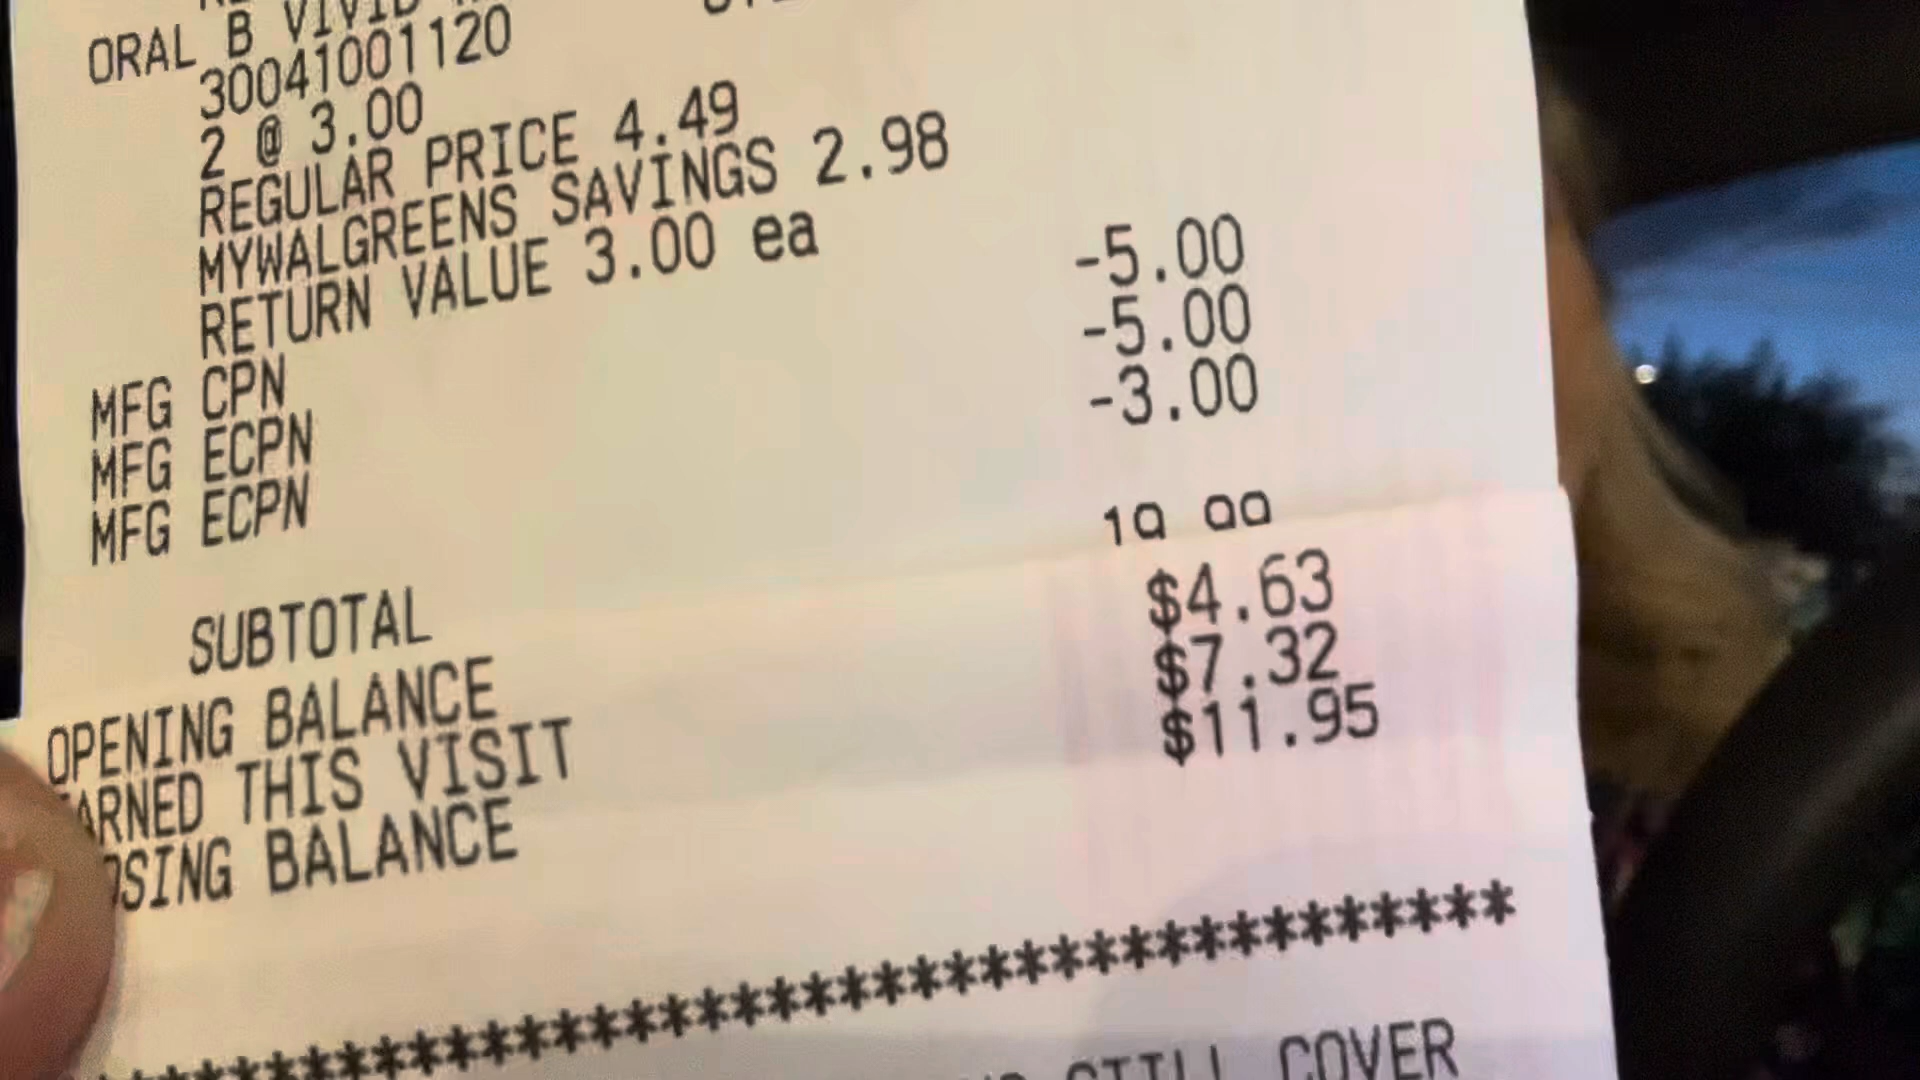 ORAL B VIVID
30041001120
2 @ 3.00
REGULAR PRICE 4.49
MYWALGREENS SAVINGS 2.98
RETURN VALUE 3.00 ea
MFG CPN -5.00
MFG ECPN -5.00
MFG ECPN -3.00
SUBTOTAL
OPENING BALANCE $4.63
ARNED THIS VISIT $7.32
OSING BALANCE $11.95
************************************
STILL COVER